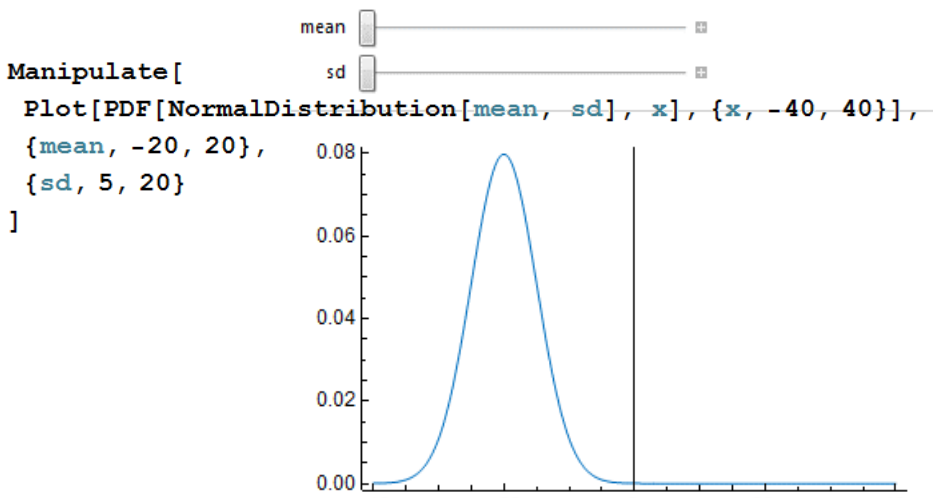 mean
sd
Manipulate[
Plot[PDF[NormalDistribution[mean, sd], x], {x, -40, 40}],
{mean, -20, 20},
{sd, 5, 20}
]
0.08
0.06
0.04
0.02
0.00